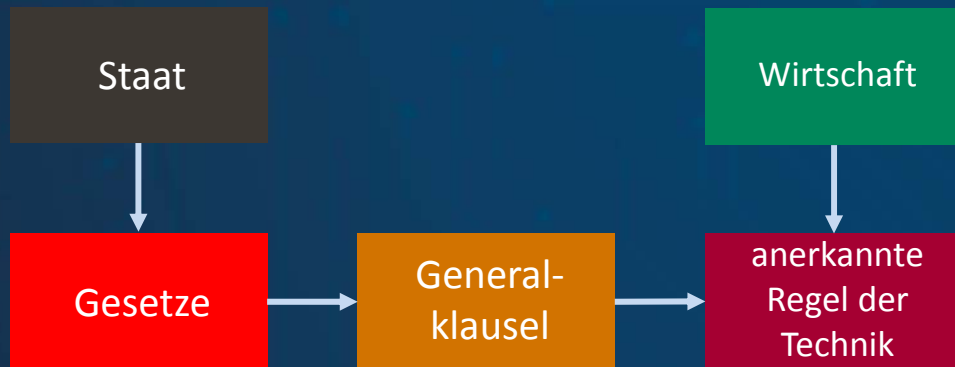 Staat
Wirtschaft
Gesetze
General-
klausel
anerkannte
Regel der
Technik